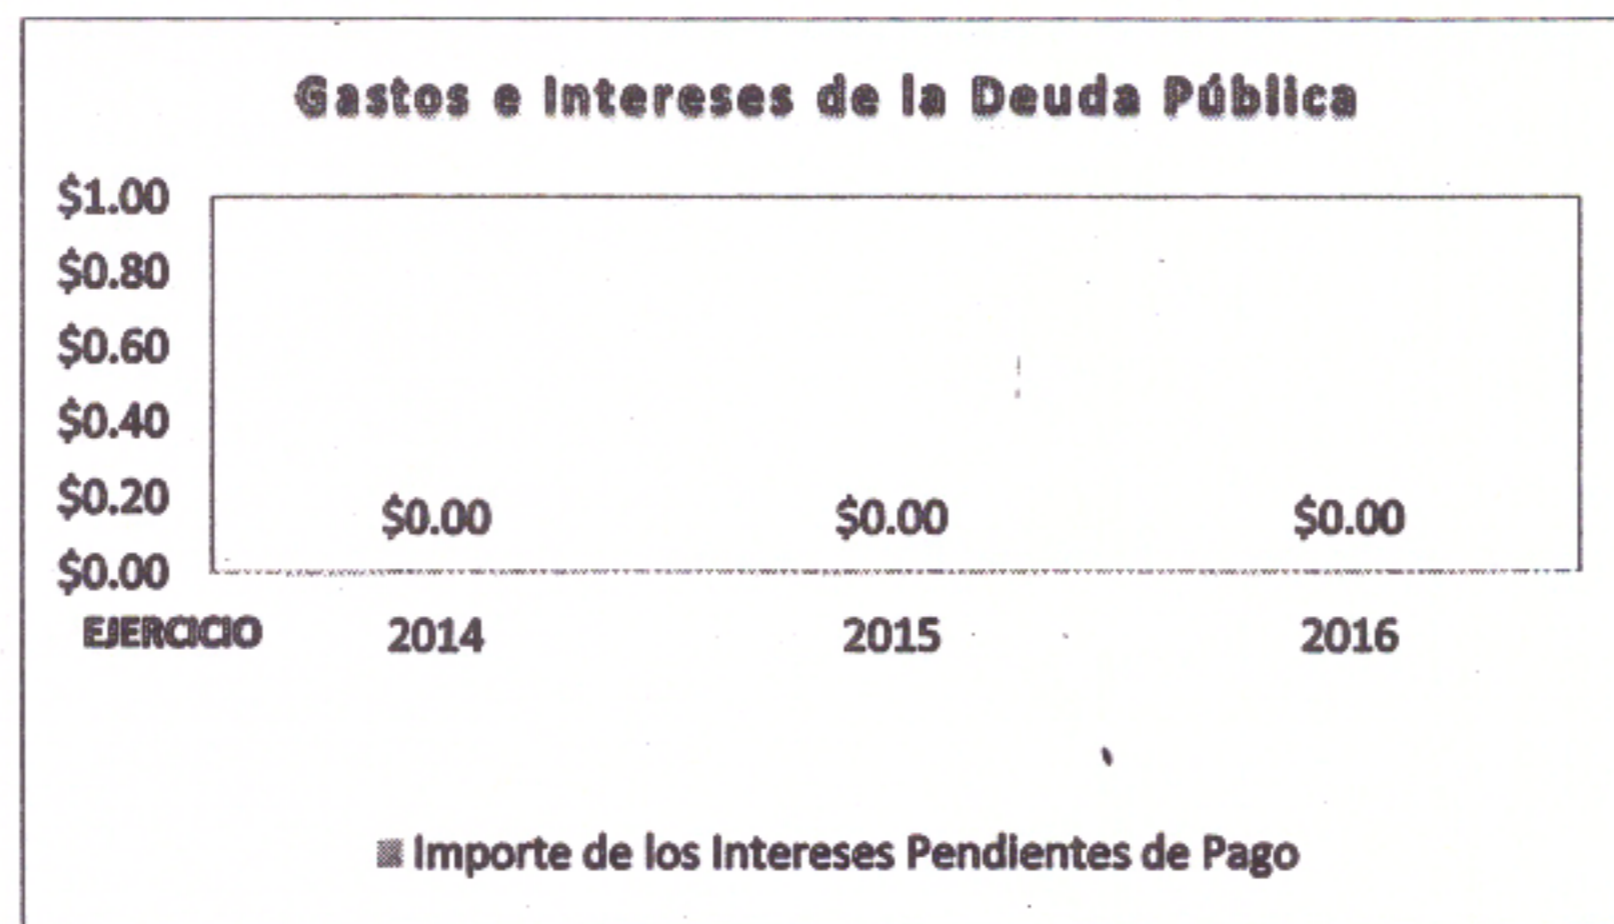 Gastos e Intereses de la Deuda Pública
$1.00
$0.80
$0.60
$0.40
$0.20
$0.00
$0.00 $0.00 $0.00
EJERCICIO 2014 2015 2016
Importe de los Intereses Pendientes de Pago